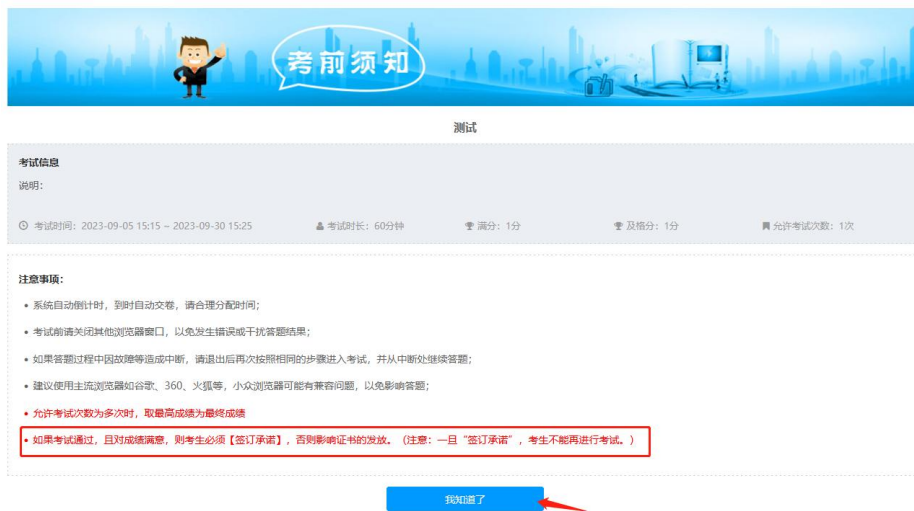 考前须知
测试
考试信息
说明：
考试时间：2023-09-05 15:15 ~ 2023-09-30 15:25 考试时长：60分钟 满分：1分 及格分：1分 允许考试次数：1次
注意事项：
• 系统自动倒计时，到时自动交卷，请合理分配时间；
• 考试前请关闭其他浏览器窗口，以免发生错误或干扰答题结果；
• 如果答题过程中因故障等造成中断，请退出后再次按照相同的步骤进入考试，并从中断处继续答题；
• 建议使用主流浏览器如谷歌、360、火狐等，小众浏览器可能有兼容问题，以免影响答题；
• 允许考试次数为多次时，取最高成绩为最终成绩
• 如果考试通过，且对成绩满意，则考生必须【签订承诺】，否则影响证书的发放。（注意：一旦“签订承诺”，考生不能再进行考试。）
我知道了